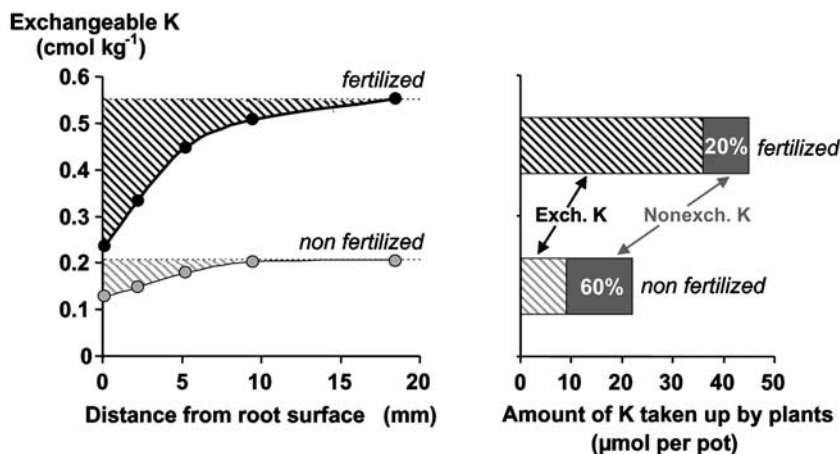 Exchangeable K
(cmol kg-1)
0.6
0.5
0.4
0.3
0.2
0.1
0
fertilized
non fertilized
0 5 10 15 20
Distance from root surface (mm)
20% fertilized
Exch. K Nonexch. K
60% non fertilized
0 10 20 30 40 50
Amount of K taken up by plants
(µmol per pot)